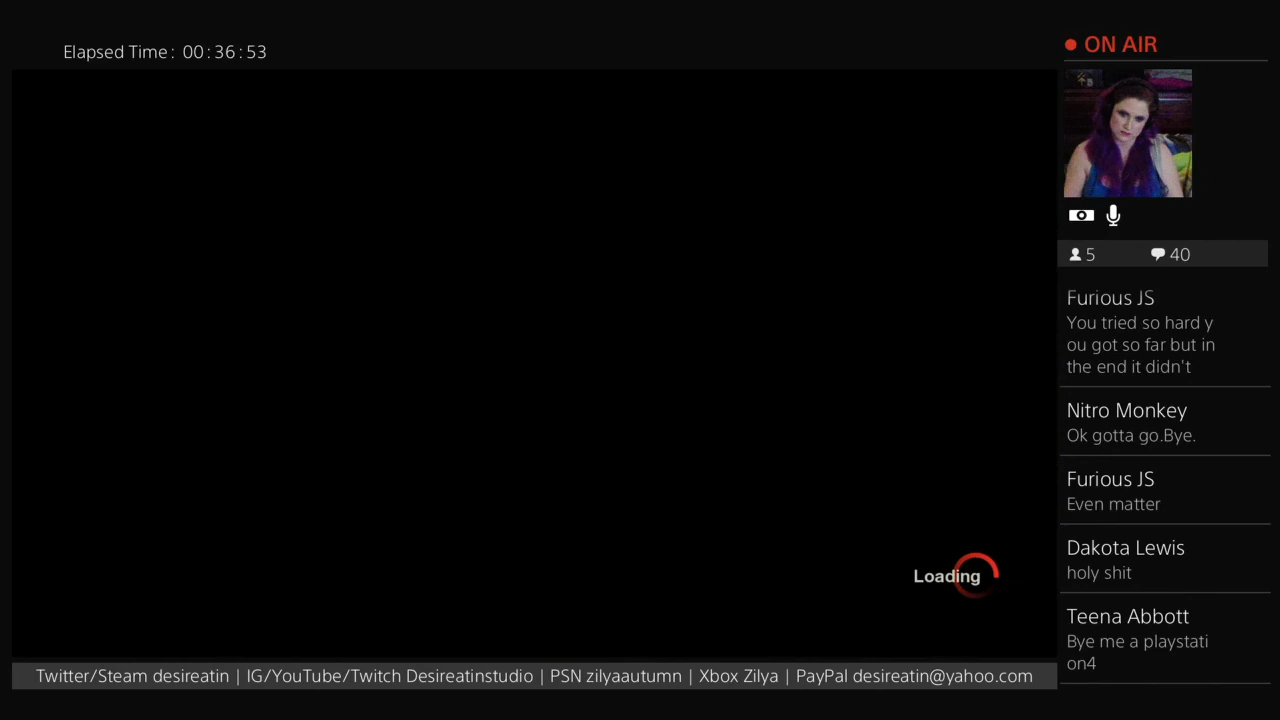 Elapsed Time: 00:36:53
ON AIR
5 40
Furious JS
You tried so hard y
ou got so far but in
the end it didn't
Nitro Monkey
Ok gotta go.Bye.
Furious JS
Even matter
Dakota Lewis
holy shit
Teena Abbott
Bye me a playstati
on4
Loading
Twitter/Steam desireatin | IG/YouTube/Twitch Desireatinstudio | PSN zilyaautumn | Xbox Zilya | PayPal desireatin@yahoo.com